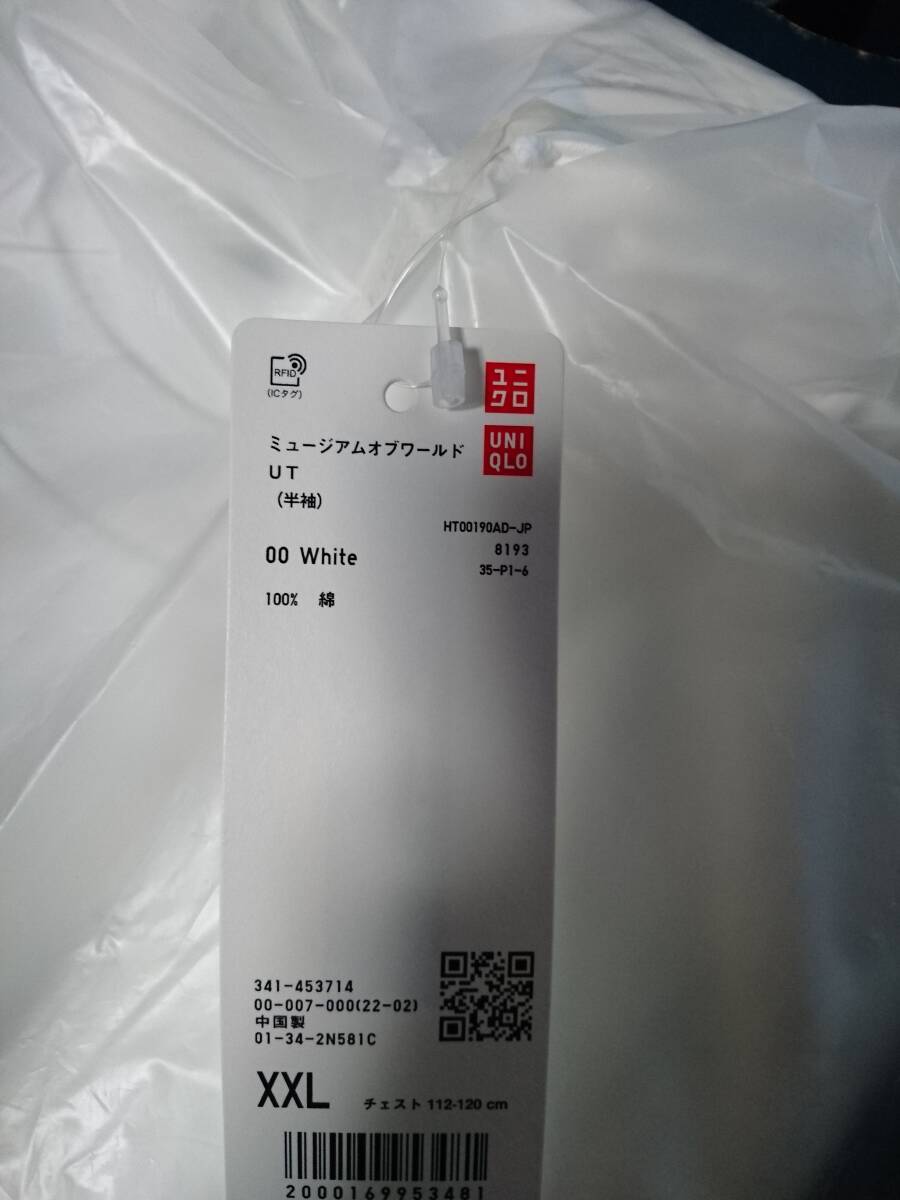 RFID
(ICタグ)
ユニ
クロ
UNI
QLO
ミュージアムオブワールド
UT
(半袖)
HT00190AD-JP
8193
35-P1-6
00 White
100% 綿
341-453714
00-007-000(22-02)
中国製
01-34-2N581C
XXL
チェスト 112-120 cm
2000169953481